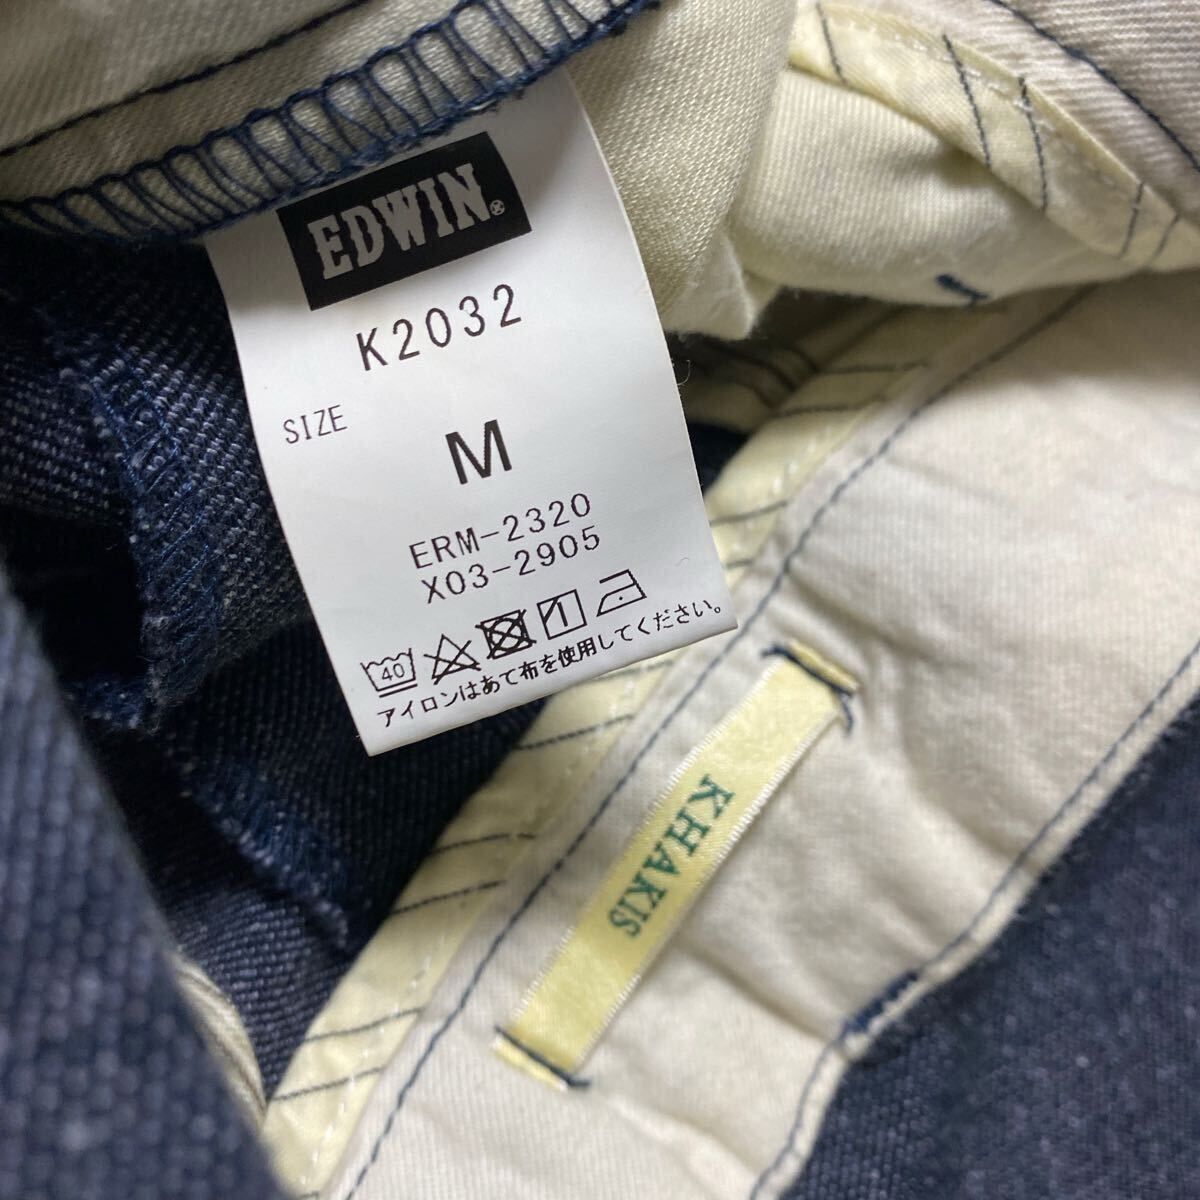 EDWIN®
K2032
SIZE
M
ERM-2320
X03-2905
40
アイロンはあて布を使用してください。
KHAKIS